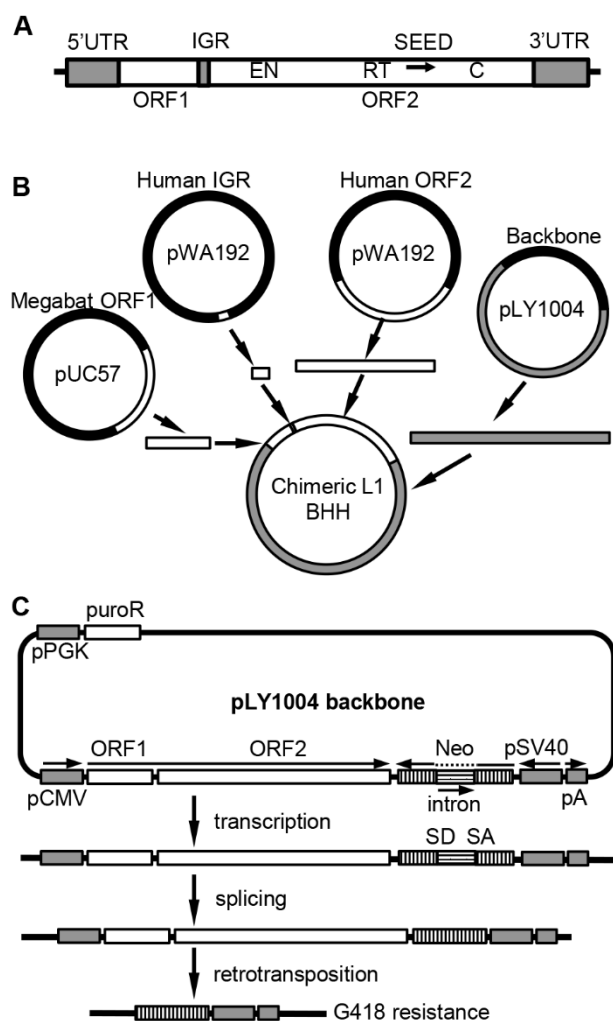 A
5'UTR IGR SEED 3'UTR
EN RT C
ORF1 ORF2
B
Human IGR Human ORF2
pWA192 pWA192 Backbone
Megabat ORF1 pLY1004
pUC57
Chimeric L1
BHH
C
puroR
pPGK
pLY1004 backbone
ORF1 ORF2 Neo pSV40
pCMV intron pA
transcription SD SA
splicing
retrotransposition
G418 resistance